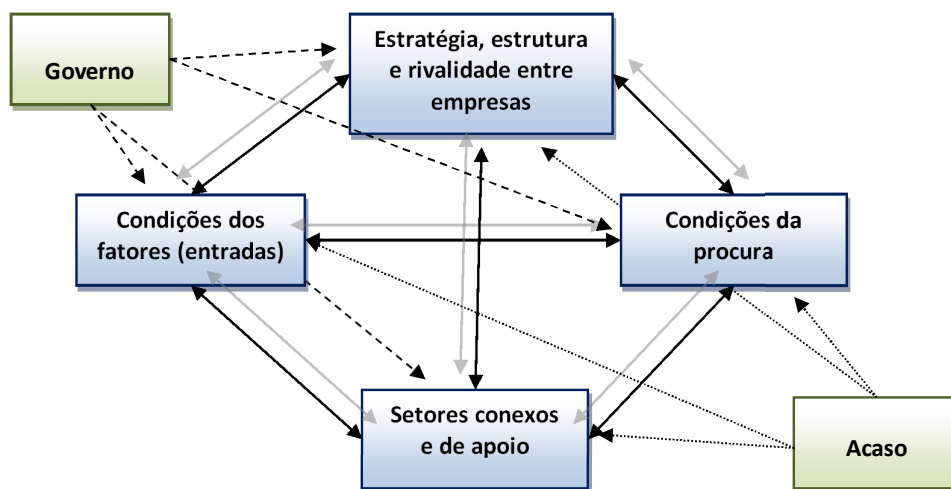 Governo
Estratégia, estrutura
e rivalidade entre
empresas
Condições dos
fatores (entradas)
Condições da
procura
Setores conexos
e de apoio
Acaso